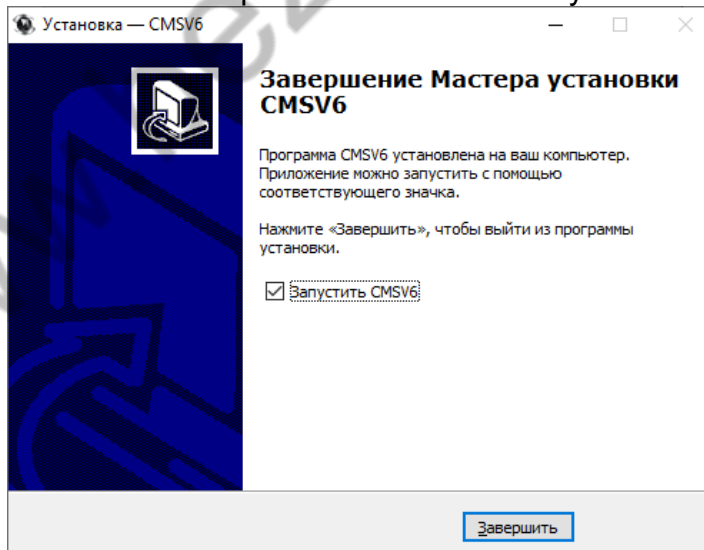 Установка — CMSV6
Завершение Мастера установки
CMSV6
Программа CMSV6 установлена на ваш компьютер.
Приложение можно запустить с помощью
соответствующего значка.
Нажмите «Завершить», чтобы выйти из программы
установки.
Запустить CMSV6
Завершить